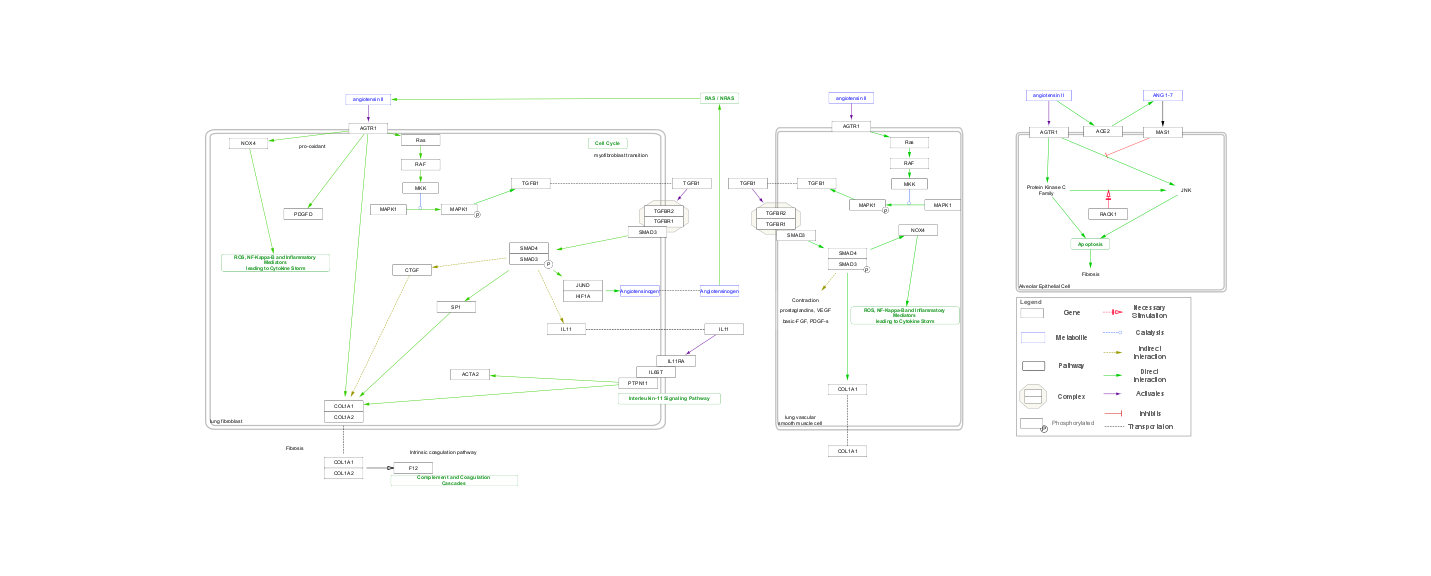 angiotensin II
RAS / NRAS
AGTR1
NOX4
pro-oxidant
Ras
Cell Cycle
myofibroblast transition
RAF
MKK
MAPK1
MAPK1
P
TGFB1
TGFB1
PDGFD
TGFBR2
TGFBR1
SMAD3
SMAD4
SMAD3
P
ROS, NF-Kappa-B and Inflammatory
Mediators
leading to Cytokine Storm
CTGF
JUND
I4F1A
Angiotensinogen
Angiotensinogen
SP1
IL11
IL11
IL11RA
IL6ST
PTPN11
ACTA2
Interleukin-11 Signaling Pathway
COL1A1
COL1A2
lung fibroblast
Fibrosis
Intrinsic coagulation pathway
COL1A1
COL1A2
F12
Complement and Coagulation
Cascades
angiotensin II
AGTR1
Ras
RAF
MKK
TGFB1
TGFB1
MAPK1
P
MAPK1
TGFBR2
TGFBR1
SMAD3
NOX4
SMAD4
SMAD3
P
Contraction
prostaglandins, VEGF
basic-FGF, PDGF-s
ROS, NF-Kappa-B and Inflammatory
Mediators
leading to Cytokine Storm
COL1A1
lung vascular
smooth muscle cell
COL1A1
angiotensin II
ANG 1-7
AGTR1
ACE2
MAS1
Protein Kinase C
Family
JNK
RACK1
Apoptosis
Fibrosis
Alveolar Epithelial Cell
Legend
Gene
Necessary
Stimulation
Metabolite
Catalysis
Pathway
Indirect
Interaction
Direct
Interaction
Complex
Activates
Phosphorylated
P
Inhibits
Transportation